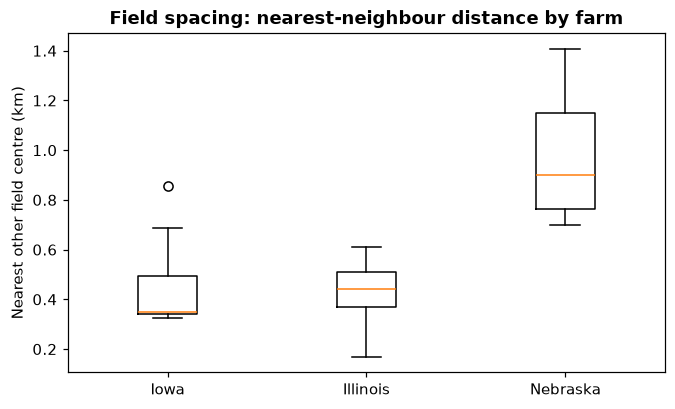 Field spacing: nearest-neighbour distance by farm
Nearest other field centre (km)
1.4
1.2
1.0
0.8
0.6
0.4
0.2
Iowa
Illinois
Nebraska